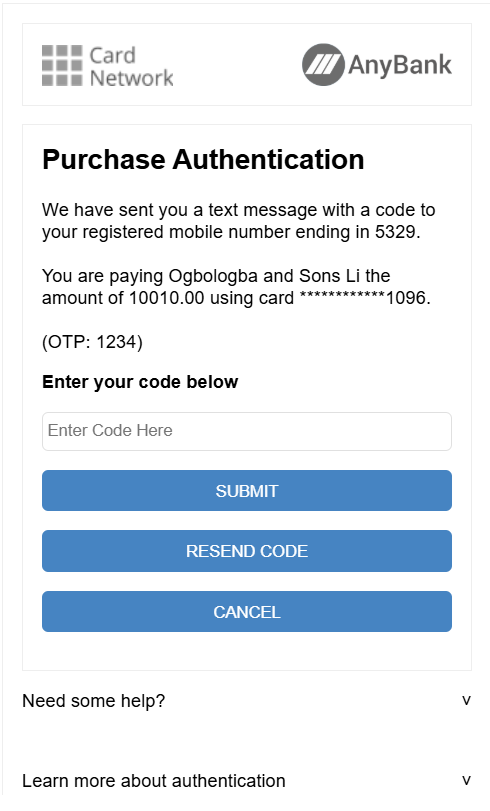 Card
Network
AnyBank
Purchase Authentication
We have sent you a text message with a code to
your registered mobile number ending in 5329.
You are paying Ogbologba and Sons Li the
amount of 10010.00 using card ************1096.
(OTP: 1234)
Enter your code below
Enter Code Here
SUBMIT
RESEND CODE
CANCEL
Need some help? v
Learn more about authentication v